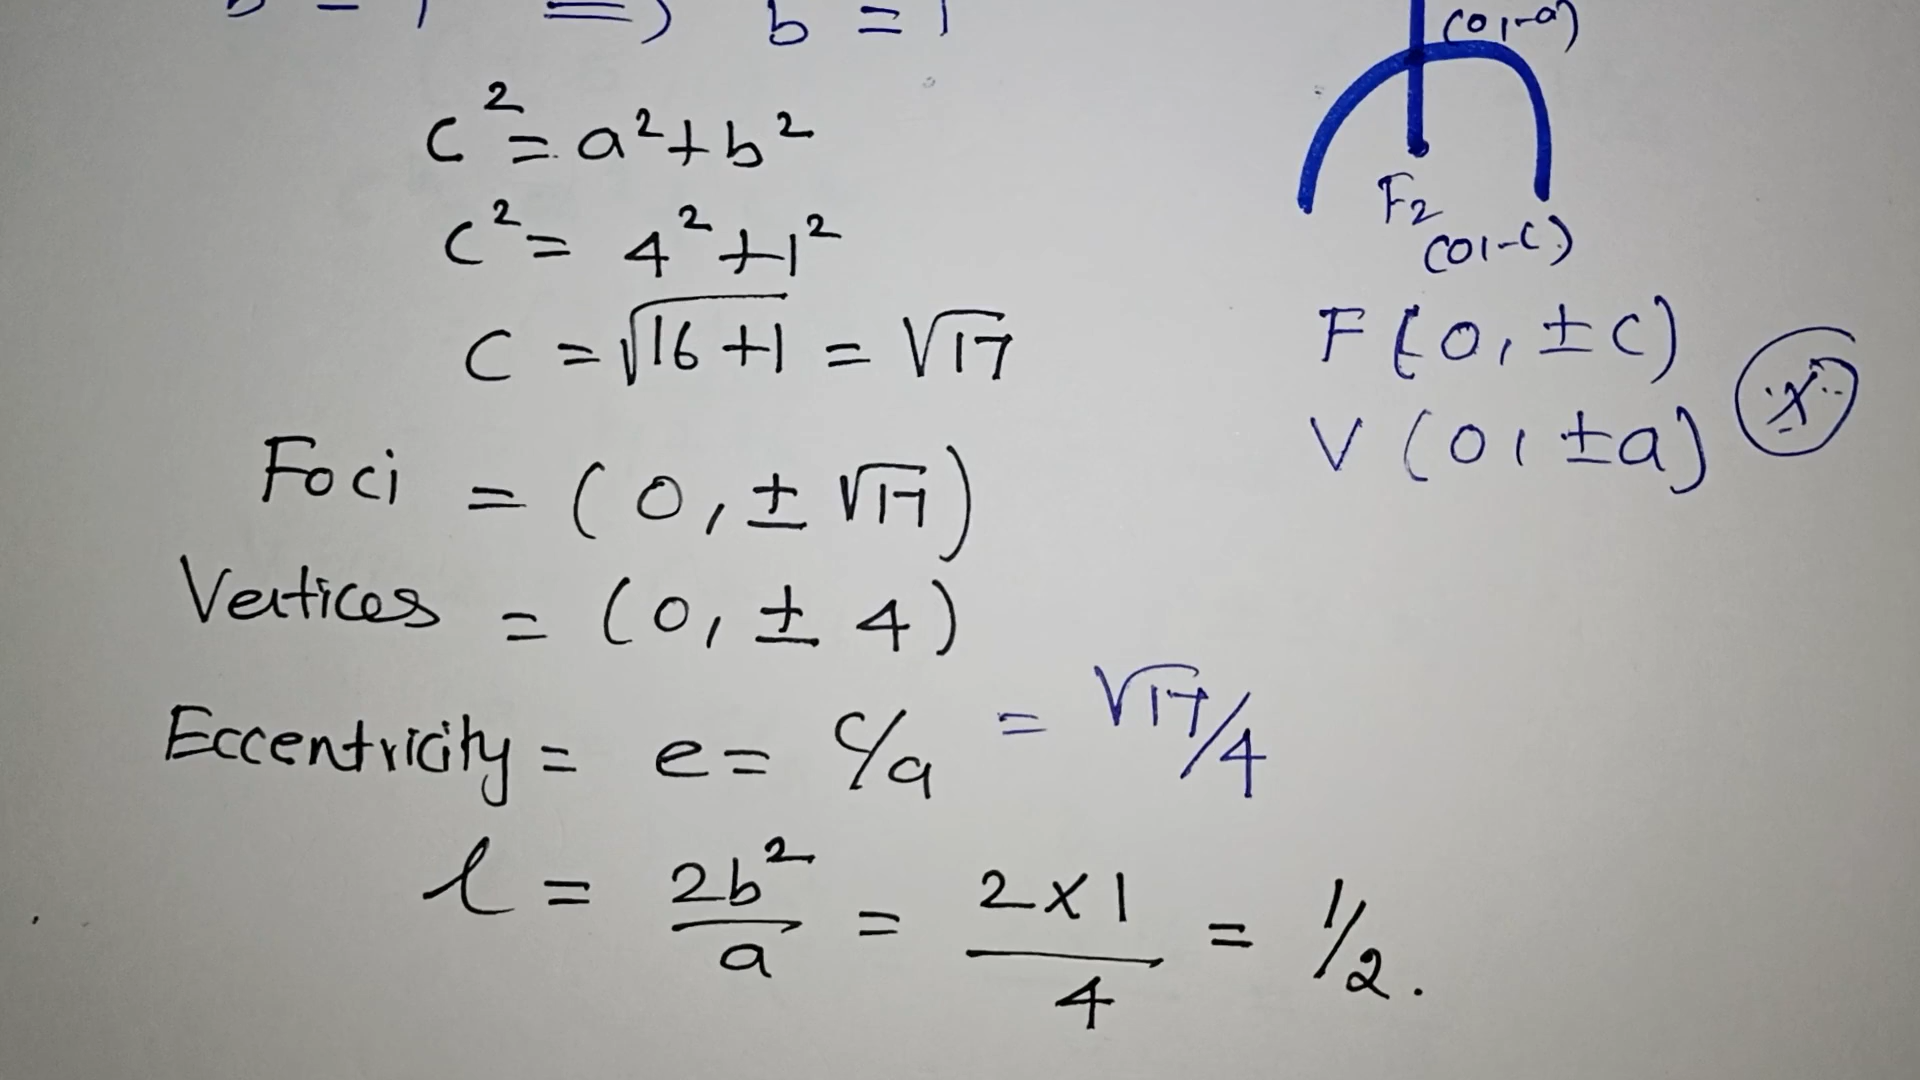 b = 1
(0,-a)
c² = a² + b²
c² = 4² + 1²
F2
(0,-c)
c = √16+1 = √17
F(0, ±c)
V(0, ±a)
Foci = (0, ± √17)
Vertices = (0, ± 4)
Eccentricity = e = c/a = √17/4
l = 2b²/a = 2×1/4 = 1/2.